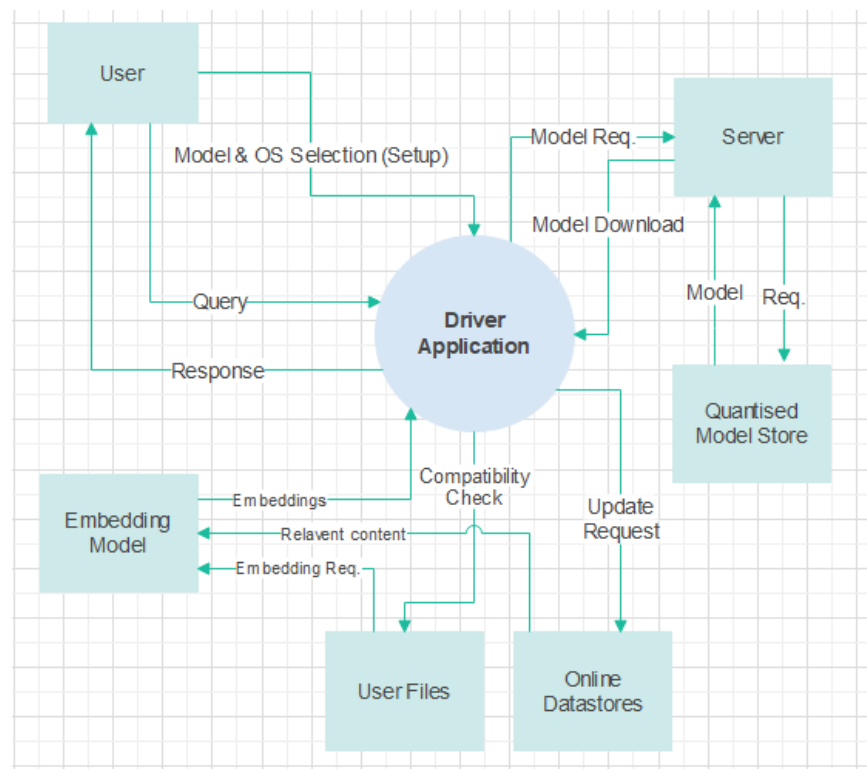 User
Server
Model Req.
Model & OS Selection (Setup)
Model Download
Model
Req.
Query
Driver
Application
Response
Quantised
Model Store
Compatibility
Check
Embeddings
Update
Request
Embedding
Model
Relavent content
Embedding Req.
User Files
Online
Datastores